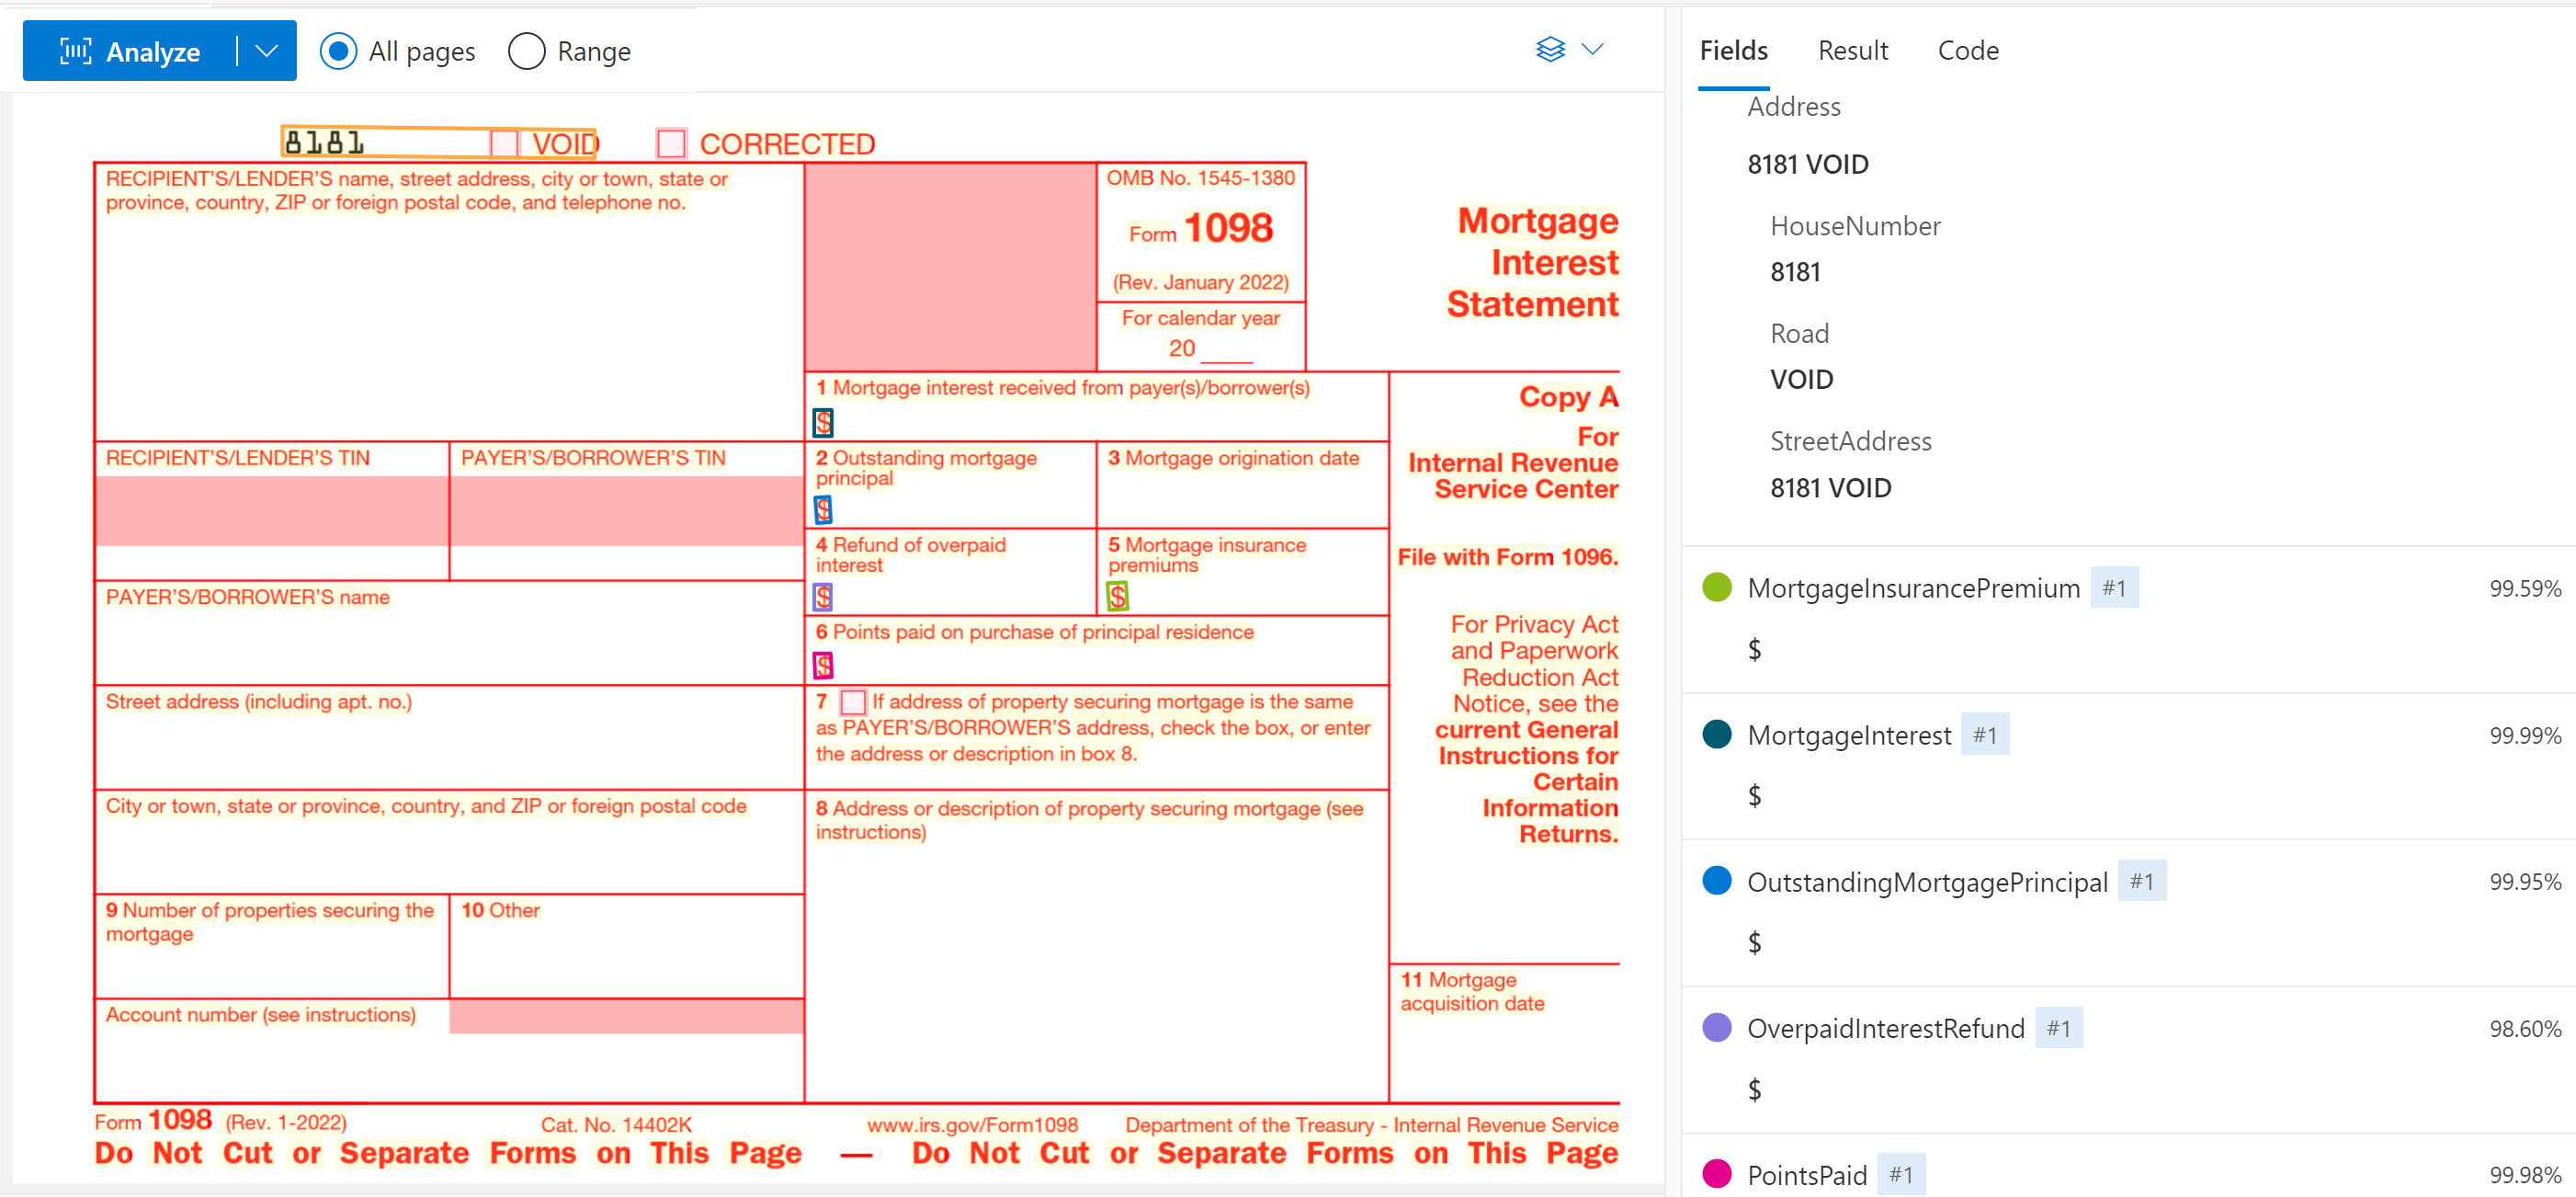 Analyze
All pages
Range
8181 VOID CORRECTED
RECIPIENT'S/LENDER'S name, street address, city or town, state or
province, country, ZIP or foreign postal code, and telephone no.
OMB No. 1545-1380
Form 1098
(Rev. January 2022)
For calendar year
20 ____
Mortgage
Interest
Statement
1 Mortgage interest received from payer(s)/borrower(s)
$
Copy A
For
Internal Revenue
Service Center
File with Form 1096.
For Privacy Act
and Paperwork
Reduction Act
Notice, see the
current General
Instructions for
Certain
Information
Returns.
RECIPIENT'S/LENDER'S TIN
PAYER'S/BORROWER'S TIN
2 Outstanding mortgage
principal
$
3 Mortgage origination date
4 Refund of overpaid
interest
$
5 Mortgage insurance
premiums
$
PAYER'S/BORROWER'S name
6 Points paid on purchase of principal residence
$
Street address (including apt. no.)
7 If address of property securing mortgage is the same
as PAYER'S/BORROWER'S address, check the box, or enter
the address or description in box 8.
City or town, state or province, country, and ZIP or foreign postal code
8 Address or description of property securing mortgage (see
instructions)
9 Number of properties securing the
mortgage
10 Other
11 Mortgage
acquisition date
Account number (see instructions)
Form 1098 (Rev. 1-2022)
Cat. No. 14402K
www.irs.gov/Form1098
Department of the Treasury - Internal Revenue Service
Do Not Cut or Separate Forms on This Page — Do Not Cut or Separate Forms on This Page
Fields
Result
Code
Address
8181 VOID
HouseNumber
8181
Road
VOID
StreetAddress
8181 VOID
MortgageInsurancePremium #1 99.59%
$
MortgageInterest #1 99.99%
$
OutstandingMortgagePrincipal #1 99.95%
$
OverpaidInterestRefund #1 98.60%
$
PointsPaid #1 99.98%